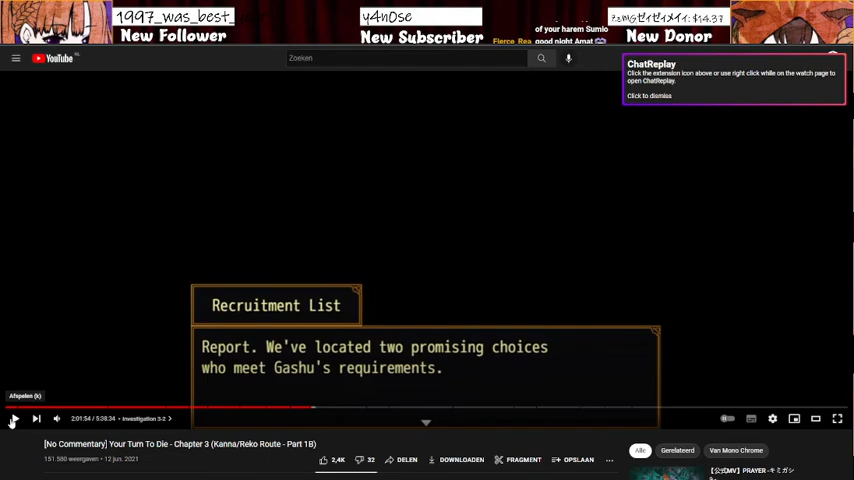 1997_was_best_
New Follower
y4n0se
New Subscriber
of your harem Sumio
Fierce_Rea good night Amat
$14.37
New Donor
YouTube NL
Zoeken
ChatReplay
Click the extension icon above or use right click while on the watch page to
open ChatReplay.
Click to dismiss
Recruitment List
Report. We've located two promising choices
who meet Gashu's requirements.
Afspelen (k)
2:01:54 / 5:38:34 • Investigation 3-2
[No Commentary] Your Turn To Die - Chapter 3 (Kanna/Reko Route - Part 1B)
151.580 weergaven • 12 jun. 2021
2,4K
32
DELEN
DOWNLOADEN
FRAGMENT
OPSLAAN
Alle
Gerelateerd
Van Mono Chrome
【公式MV】PRAYER -キミガシ